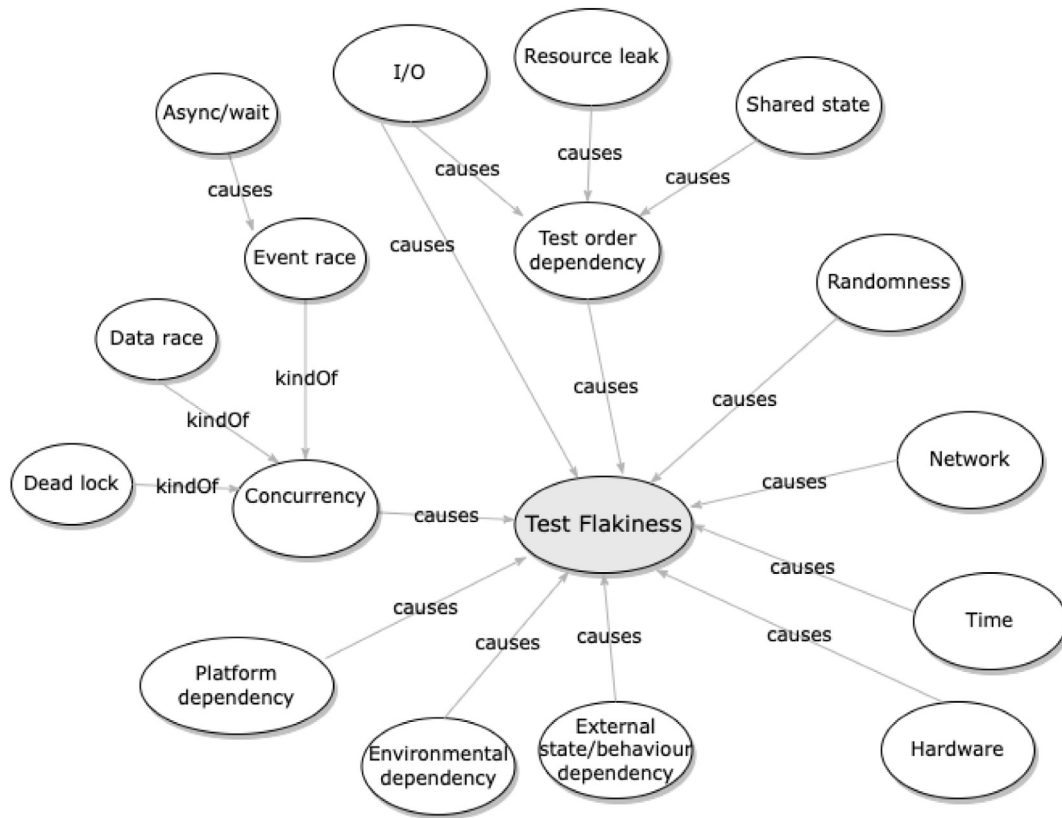 Resource leak
I/O
Shared state
Async/wait
causes
causes
causes
causes
causes
Test order
dependency
Event race
Randomness
Data race
kindOf
causes
causes
kindOf
Network
Dead lock
kindOf
Concurrency
causes
causes
Test Flakiness
causes
Time
causes
causes
causes
causes
Platform
dependency
External
state/behaviour
dependency
Environmental
dependency
Hardware